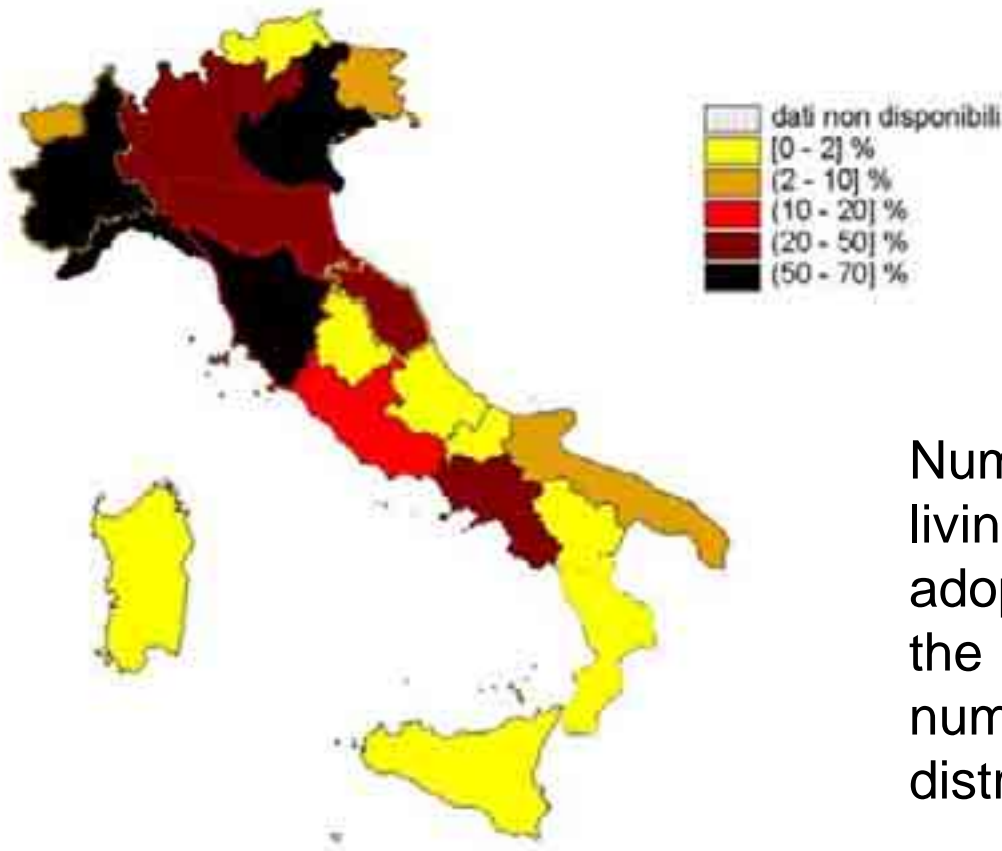 dati non disponibili
[0 - 2] %
(2 - 10] %
(10 - 20] %
(20 - 50] %
(50 - 70] %
Num
livin
adop
the
num
distr